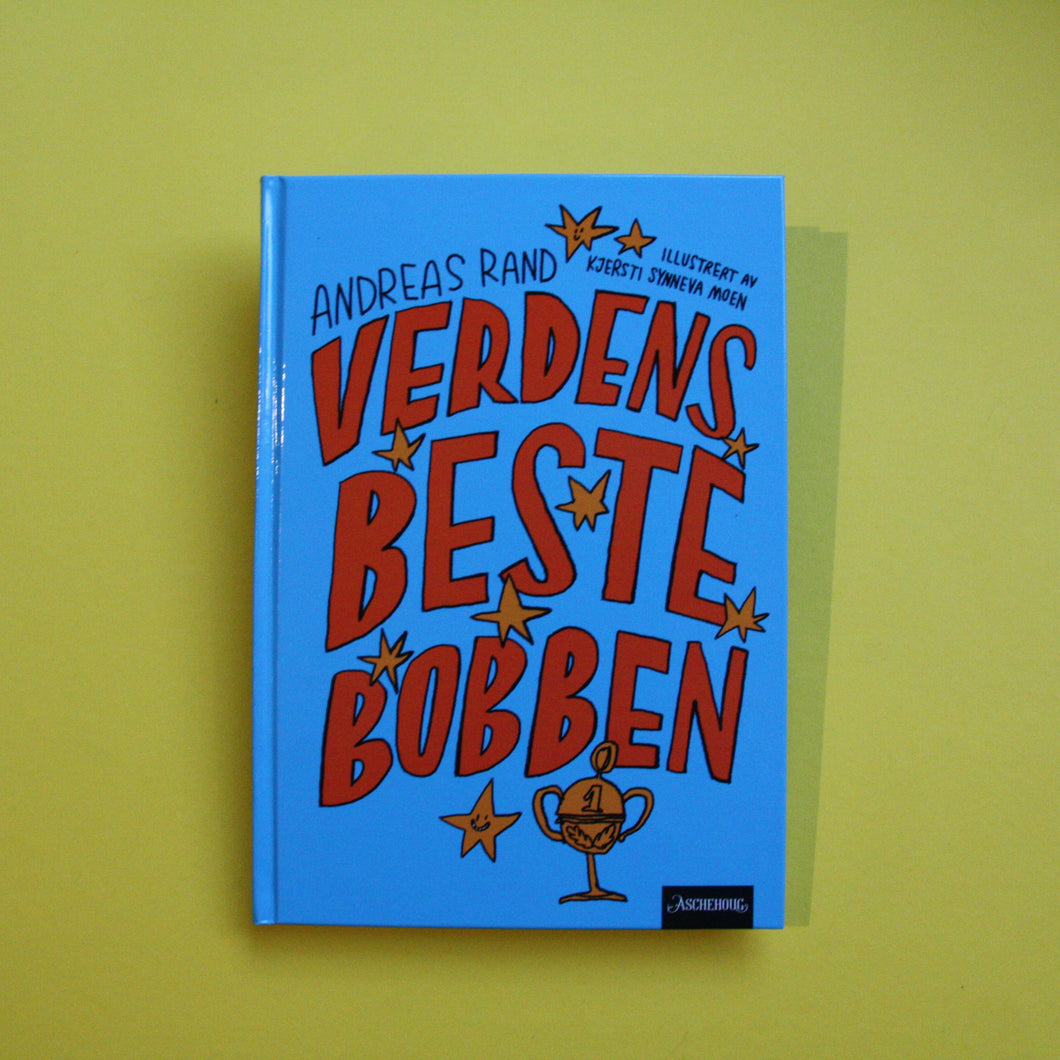 ANDREAS RAND
ILLUSTRERT AV
KJERSTI SYNNEVA MOEN
VERDENS
BESTE
BOBBEN
1
ASCHEHOUG